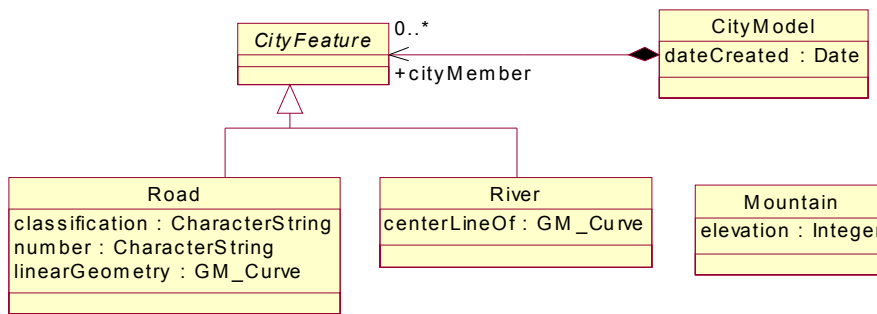 CityFeature
0..*
+cityMember
CityModel
dateCreated : Date
Road
classification : CharacterString
number : CharacterString
linearGeometry : GM_Curve
River
centerLineOf : GM_Curve
Mountain
elevation : Integer